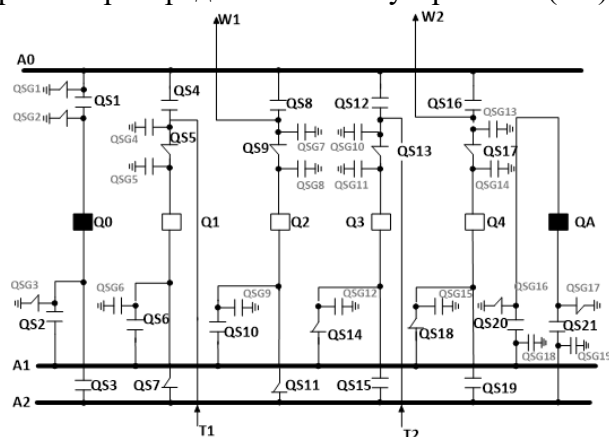 W1 W2
A0
QSG1 QS1 QS4 QS8 QS12 QS16 QSG13
QSG2 QSG4 QS5 QS9 QSG7 QSG10 QS13 QS17
QSG5 QSG8 QSG11 QSG14
Q0 Q1 Q2 Q3 Q4 QA
QSG3 QSG6 QSG9 QSG12 QSG15 QSG16 QSG17
QS2 QS6 QS10 QS14 QS18 QS20 QS21
QSG18 QSG19
A1
QS3 QS7 QS11 QS15 QS19
A2
T1 T2